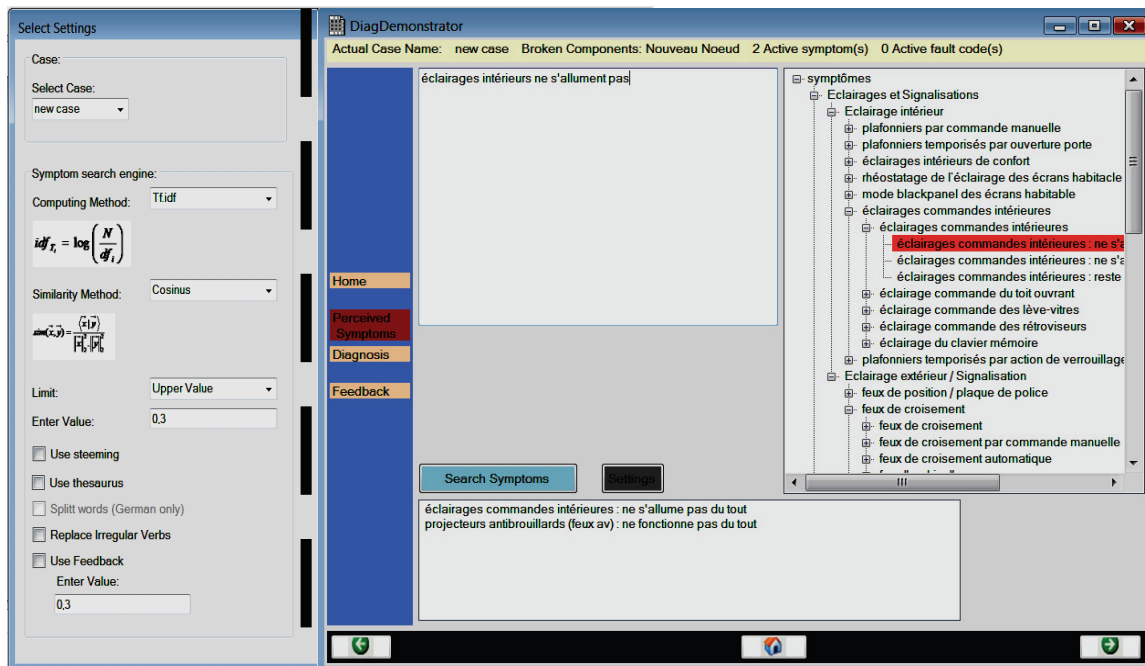 Select Settings
Case:
Select Case:
new case
Symptom search engine:
Computing Method:
Tf.idf
idf_{T_i} = log(N / df_i)
Similarity Method:
Cosinus
Limit:
Upper Value
Enter Value:
0,3
Use steeming
Use thesaurus
Splitt words (German only)
Replace Irregular Verbs
Use Feedback
Enter Value:
0,3
DiagDemonstrator
Actual Case Name: new case Broken Components: Nouveau Noeud 2 Active symptom(s) 0 Active fault code(s)
Home
Perceived
Symptoms
Diagnosis
Feedback
éclairages intérieurs ne s'allument pas
Search Symptoms
Settings
symptômes
Eclairages et Signalisations
Eclairage intérieur
plafonniers par commande manuelle
plafonniers temporisés par ouverture porte
éclairages intérieurs de confort
rhéostatage de l'éclairage des écrans habitacle
mode blackpanel des écrans habitable
éclairages commandes intérieures
éclairages commandes intérieures
éclairages commandes intérieures : ne s'a
éclairages commandes intérieures : ne s'a
éclairages commandes intérieures : reste
éclairage commande du toit ouvrant
éclairage commande des lève-vitres
éclairage commande des rétroviseurs
éclairage du clavier mémoire
plafonniers temporisés par action de verrouillage
Eclairage extérieur / Signalisation
feux de position / plaque de police
feux de croisement
feux de croisement
feux de croisement par commande manuelle
feux de croisement automatique
éclairages commandes intérieures : ne s'allume pas du tout
projecteurs antibrouillards (feux av) : ne fonctionne pas du tout